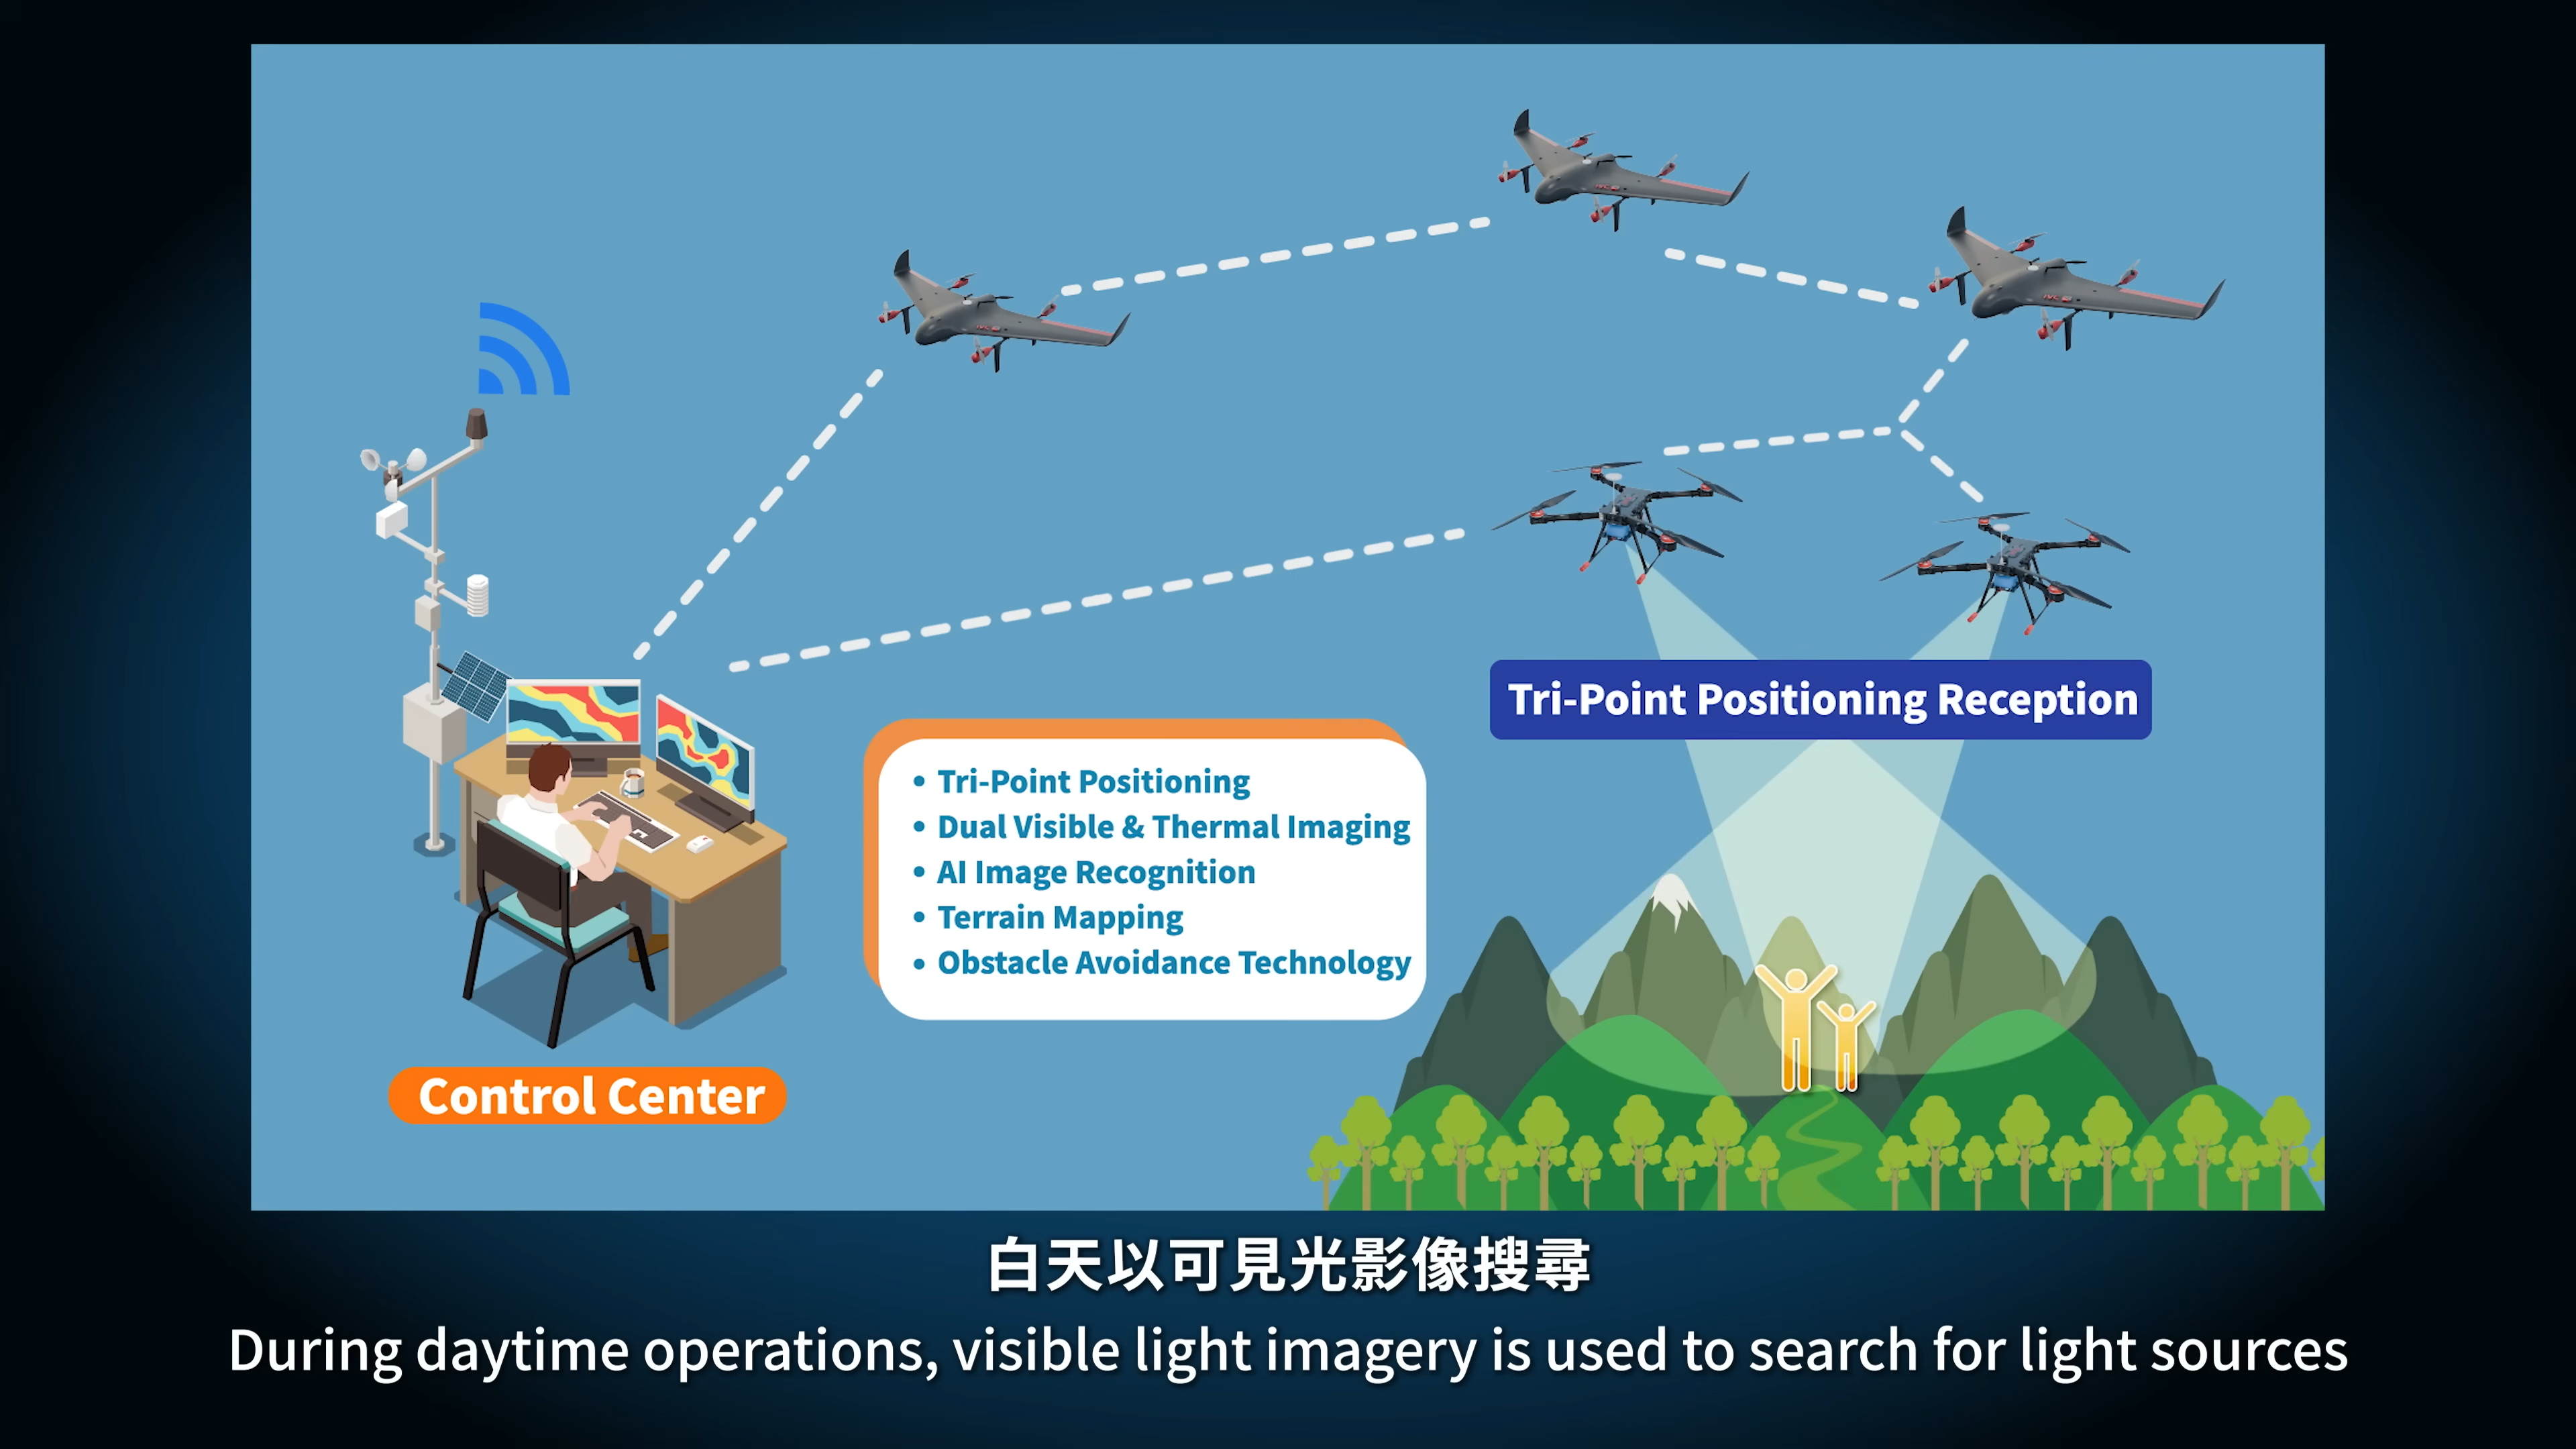 Tri-Point Positioning Reception
• Tri-Point Positioning
• Dual Visible & Thermal Imaging
• AI Image Recognition
• Terrain Mapping
• Obstacle Avoidance Technology
Control Center
白天以可見光影像搜尋
During daytime operations, visible light imagery is used to search for light sources